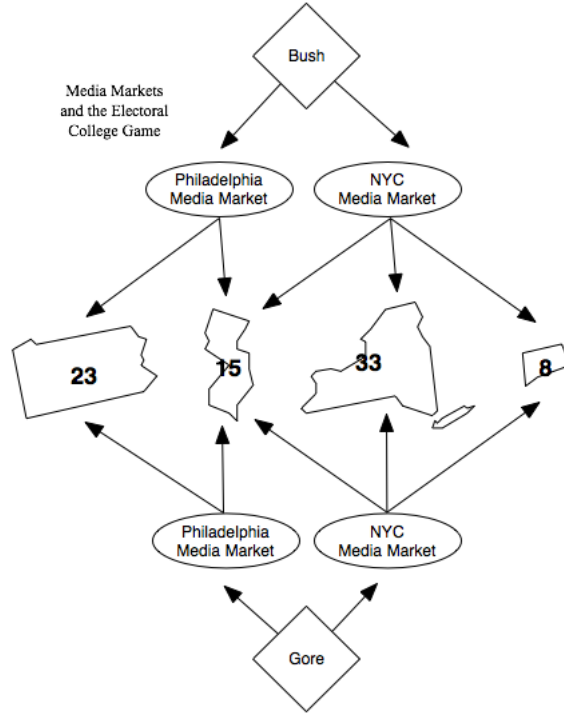 Bush
Media Markets
and the Electoral
College Game
Philadelphia
Media Market
NYC
Media Market
23
15
33
8
Philadelphia
Media Market
NYC
Media Market
Gore